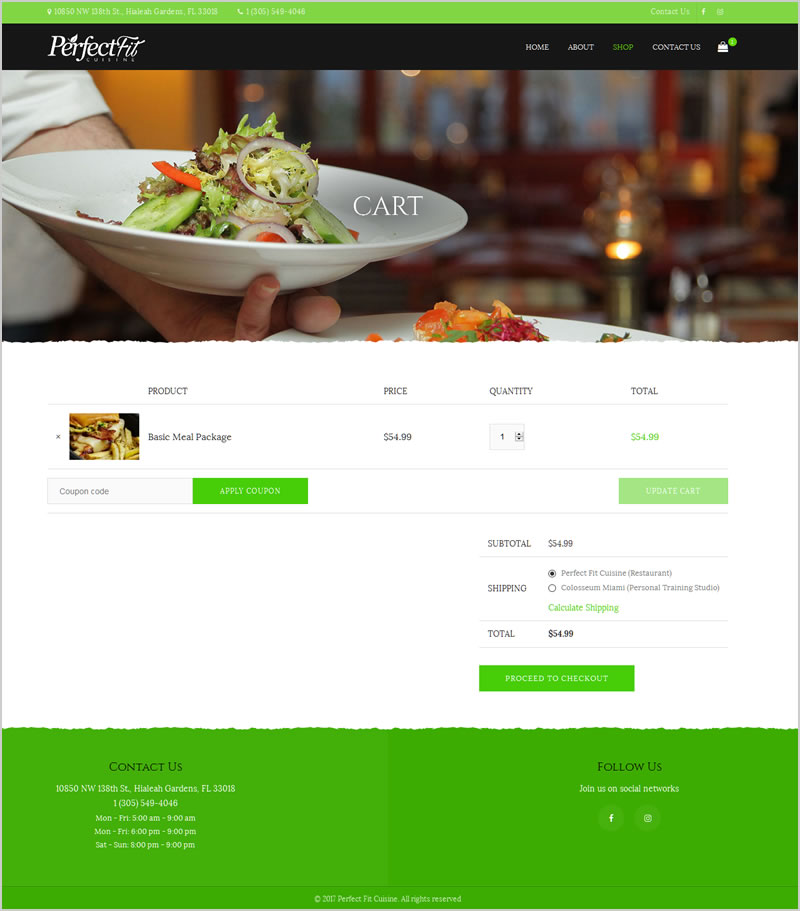 10850 NW 138th St., Hialeah Gardens, FL 33018 1 (305) 549-4046 Contact Us
PerfectFit
CUISINE
HOME ABOUT SHOP CONTACT US 1
CART
PRODUCT PRICE QUANTITY TOTAL
× Basic Meal Package $54.99 1 $54.99
Coupon code APPLY COUPON UPDATE CART
SUBTOTAL $54.99
SHIPPING
Perfect Fit Cuisine (Restaurant)
Colosseum Miami (Personal Training Studio)
Calculate Shipping
TOTAL $54.99
PROCEED TO CHECKOUT
Contact Us
10850 NW 138th St., Hialeah Gardens, FL 33018
1 (305) 549-4046
Mon - Fri: 5:00 am - 9:00 am
Mon - Fri: 6:00 pm - 9:00 pm
Sat - Sun: 8:00 pm - 9:00 pm
Follow Us
Join us on social networks
© 2017 Perfect Fit Cuisine. All rights reserved